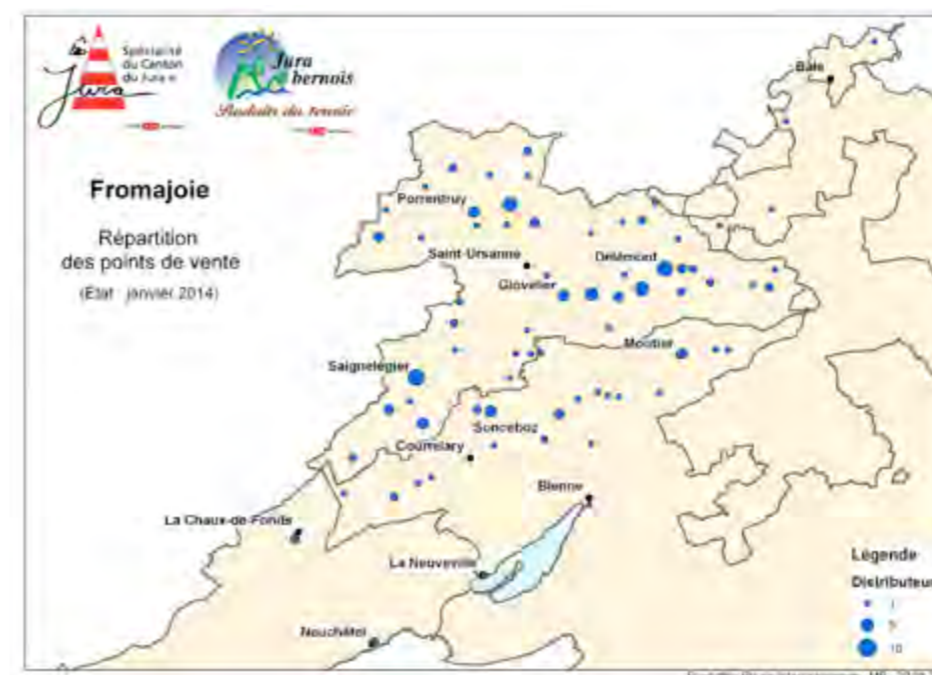 Spécialité
du Canton
du Jura
Jura
Jura
bernois
Produits du terroir
Fromajoie
Répartition
des points de vente
(Etat : janvier 2014)
Bâle
Porrentruy
Saint-Ursanne
Delémont
Glovelier
Moutier
Saignelégier
Sonceboz
Courtelary
Bienne
La Chaux-de-Fonds
La Neuveville
Neuchâtel
Légende
Distributeur
1
5
10